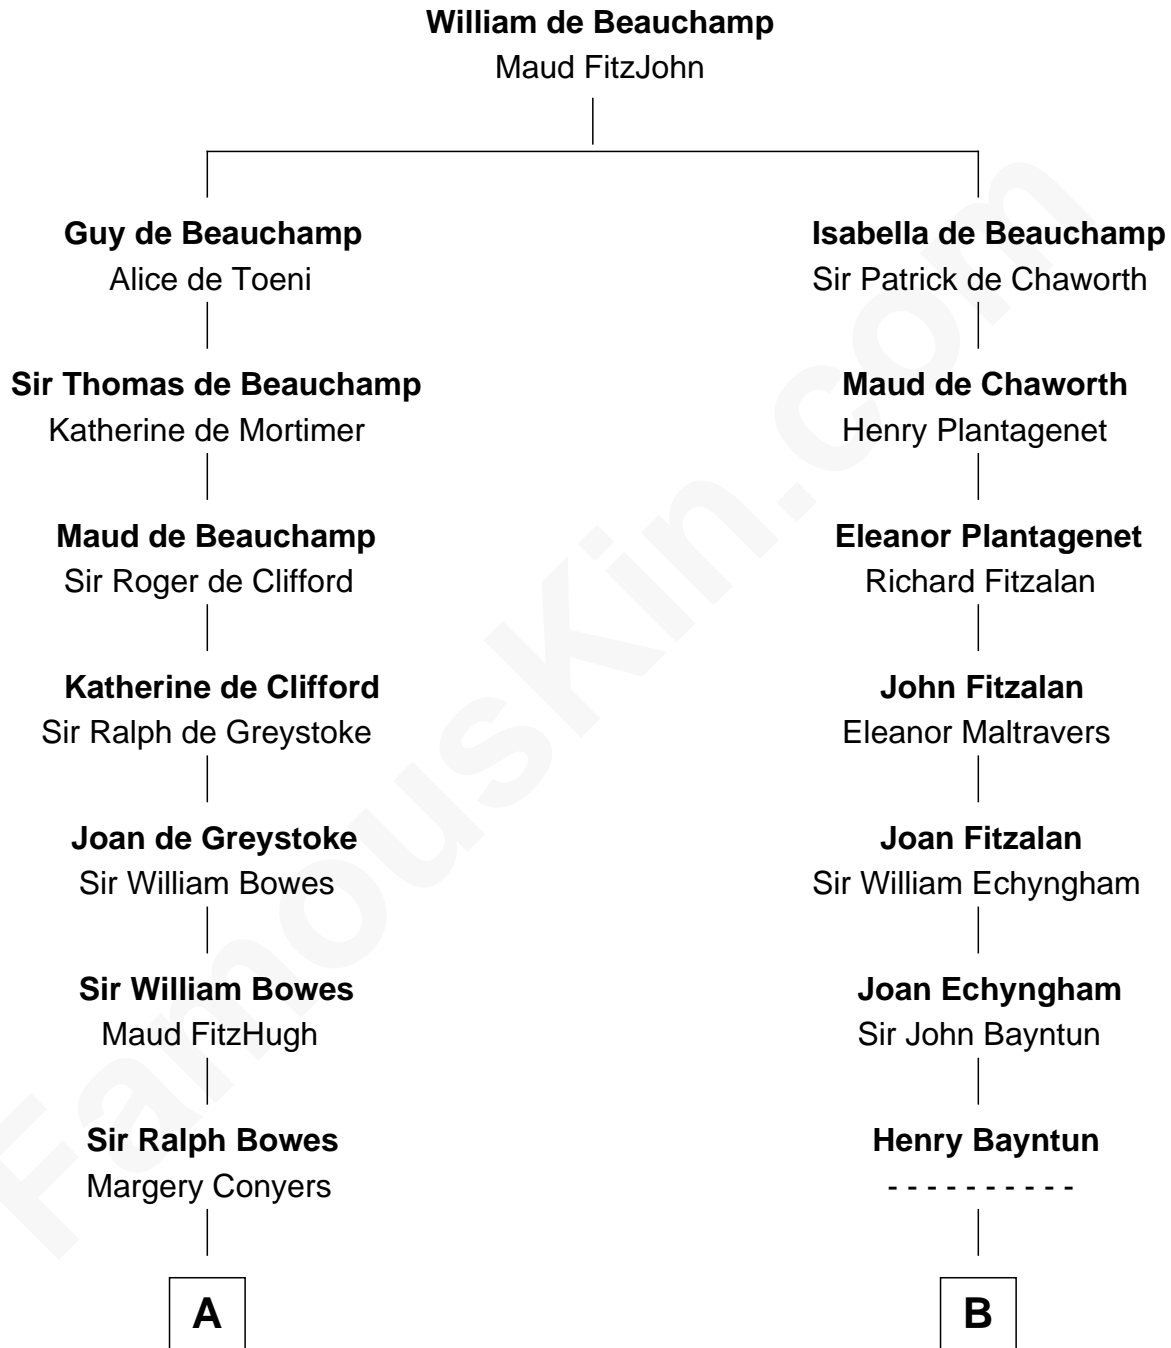 William de Beauchamp
Maud FitzJohn
Guy de Beauchamp
Alice de Toeni
Isabella de Beauchamp
Sir Patrick de Chaworth
Sir Thomas de Beauchamp
Katherine de Mortimer
Maud de Chaworth
Henry Plantagenet
Maud de Beauchamp
Sir Roger de Clifford
Eleanor Plantagenet
Richard Fitzalan
Katherine de Clifford
Sir Ralph de Greystoke
John Fitzalan
Eleanor Maltravers
Joan de Greystoke
Sir William Bowes
Joan Fitzalan
Sir William Echyngham
Sir William Bowes
Maud FitzHugh
Joan Echyngham
Sir John Bayntun
Sir Ralph Bowes
Margery Conyers
Henry Bayntun
- - - - - - - - - -
A
B
FamousKin.com